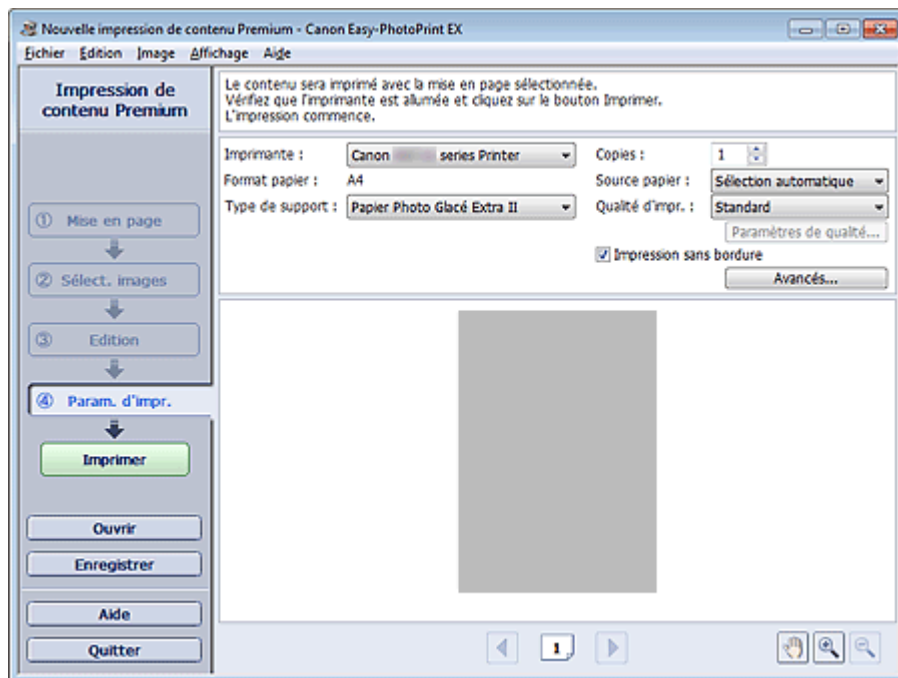 Nouvelle impression de contenu Premium - Canon Easy-PhotoPrint EX
Fichier Édition Image Affichage Aide
Impression de
contenu Premium
① Mise en page
② Sélect. images
③ Edition
④ Param. d'impr.
Imprimer
Ouvrir
Enregistrer
Aide
Quitter
Le contenu sera imprimé avec la mise en page sélectionnée.
Vérifiez que l'imprimante est allumée et cliquez sur le bouton Imprimer.
L'impression commence.
Imprimante : Canon series Printer
Format papier : A4
Type de support : Papier Photo Glacé Extra II
Copies : 1
Source papier : Sélection automatique
Qualité d'impr. : Standard
Paramètres de qualité...
Impression sans bordure
Avancés...
1